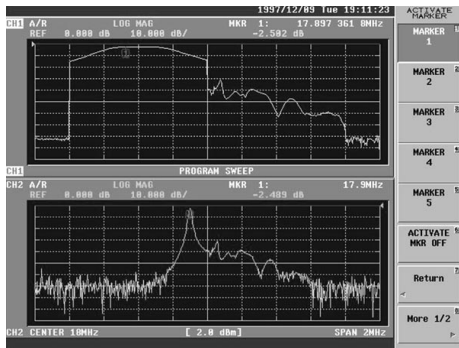 1997/12/09 Tue 19:11:23
CH1 A/R LOG MAG MKR 1: 17.897 361 0MHz
REF 0.000 dB 10.000 dB/ -2.502 dB
CH1 PROGRAM SWEEP
CH2 A/R LOG MAG MKR 1: 17.9MHz
REF 0.000 dB 10.000 dB/ -2.489 dB
CH2 CENTER 18MHz [ 2.0 dBm] SPAN 2MHz
ACTIVATE
MARKER
MARKER
1
MARKER
2
MARKER
3
MARKER
4
MARKER
5
ACTIVATE
MKR OFF
Return
More 1/2